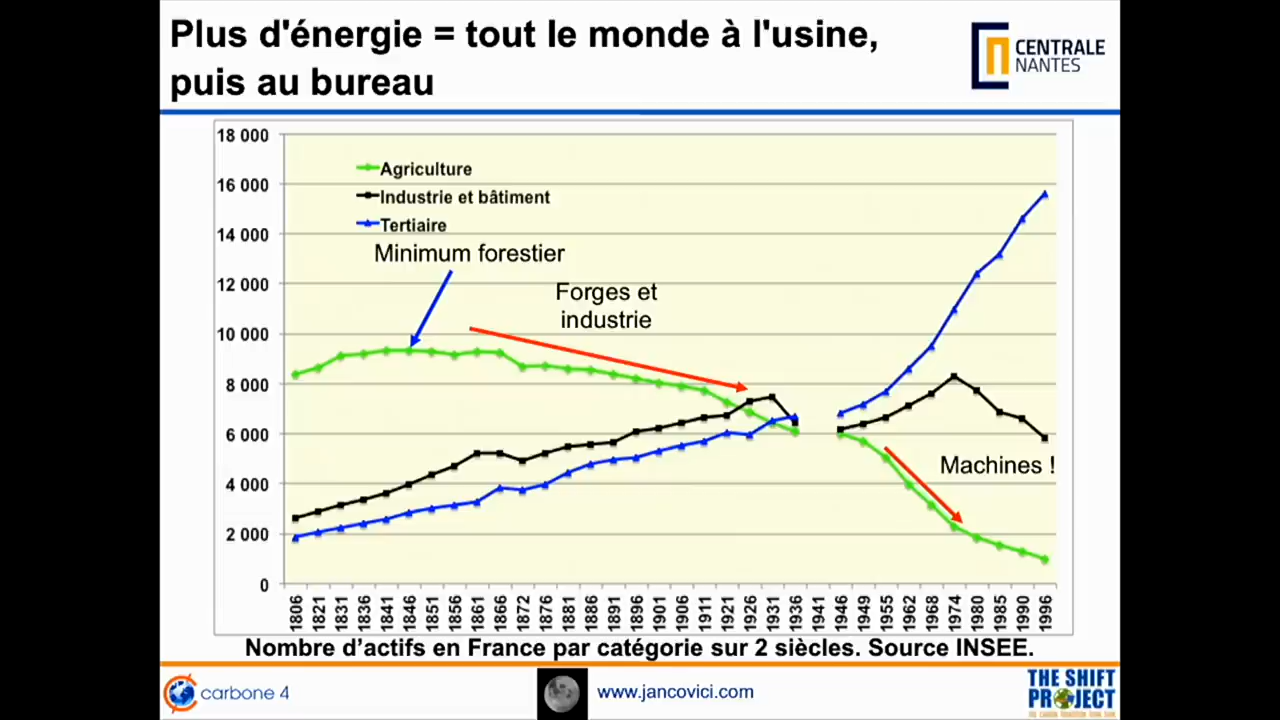 Plus d'énergie = tout le monde à l'usine,
puis au bureau
CENTRALE
NANTES
18 000
16 000
14 000
12 000
10 000
8 000
6 000
4 000
2 000
0
Agriculture
Industrie et bâtiment
Tertiaire
Minimum forestier
Forges et
industrie
Machines !
1806
1821
1831
1836
1841
1846
1851
1856
1861
1866
1872
1876
1881
1886
1891
1896
1901
1906
1911
1921
1926
1931
1936
1941
1946
1949
1955
1962
1968
1974
1980
1985
1990
1996
Nombre d'actifs en France par catégorie sur 2 siècles. Source INSEE.
carbone 4
www.jancovici.com
THE SHIFT
PROJECT